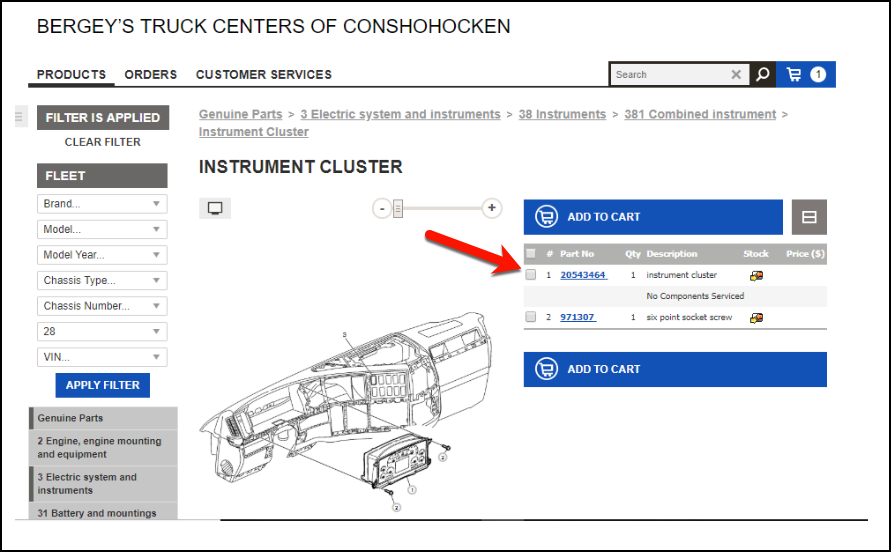 BERGEY'S TRUCK CENTERS OF CONSHOHOCKEN
PRODUCTS ORDERS CUSTOMER SERVICES
Search
1
FILTER IS APPLIED
CLEAR FILTER
FLEET
Brand...
Model...
Model Year...
Chassis Type...
Chassis Number...
28
VIN...
APPLY FILTER
Genuine Parts
2 Engine, engine mounting
and equipment
3 Electric system and
instruments
31 Battery and mountings
Genuine Parts > 3 Electric system and instruments > 38 Instruments > 381 Combined instrument >
Instrument Cluster
INSTRUMENT CLUSTER
- +
2
1
2
ADD TO CART
# Part No Qty Description Stock Price ($)
1 20543464 1 instrument cluster
No Components Serviced
2 971307 1 six point socket screw
ADD TO CART